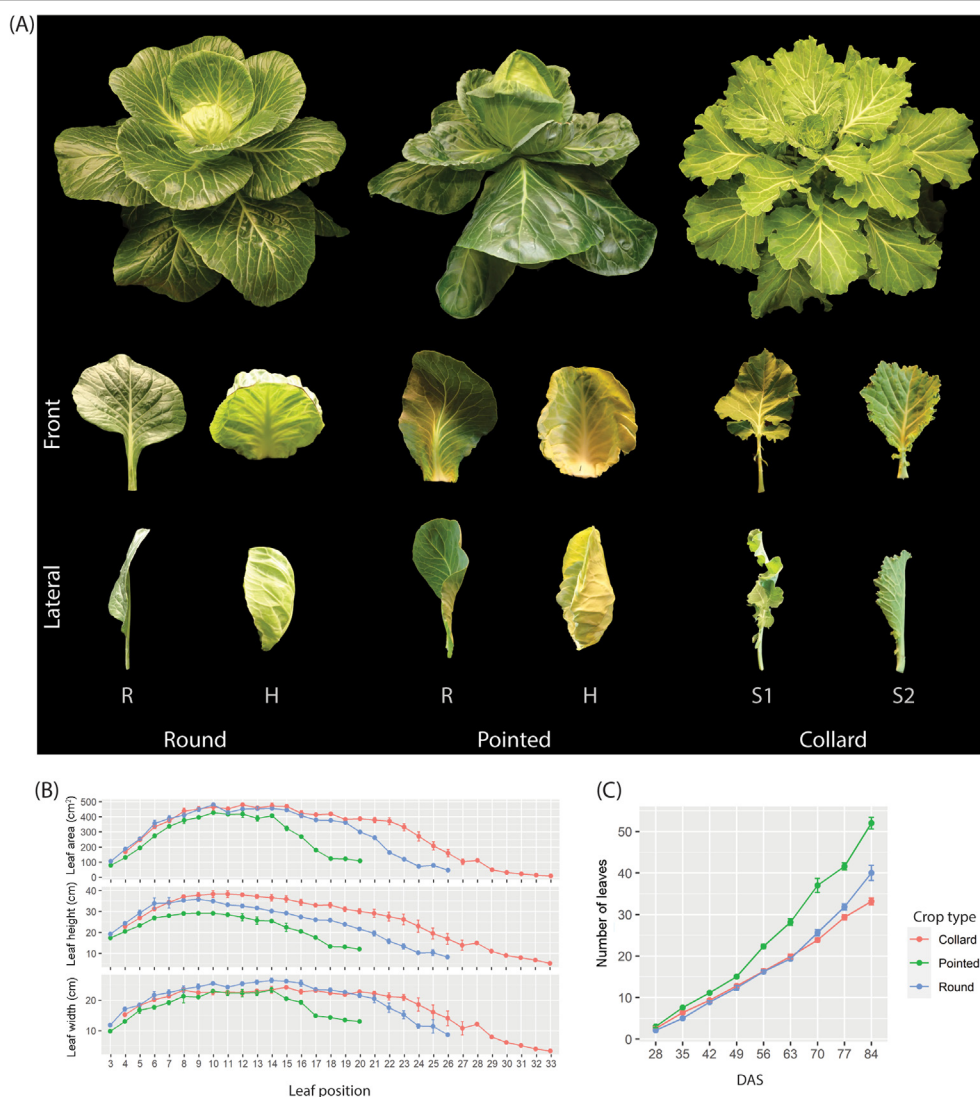 (A)
Front
Lateral
R H R H S1 S2
Round Pointed Collard
(B)
Leaf area (cm²)
500
400
300
200
100
0
Leaf height (cm)
40
30
20
10
Leaf width (cm)
20
10
3 4 5 6 7 8 9 10 11 12 13 14 15 16 17 18 19 20 21 22 23 24 25 26 27 28 29 30 31 32 33
Leaf position
(C)
Number of leaves
50
40
30
20
10
0
28 35 42 49 56 63 70 77 84
DAS
Crop type
Collard
Pointed
Round